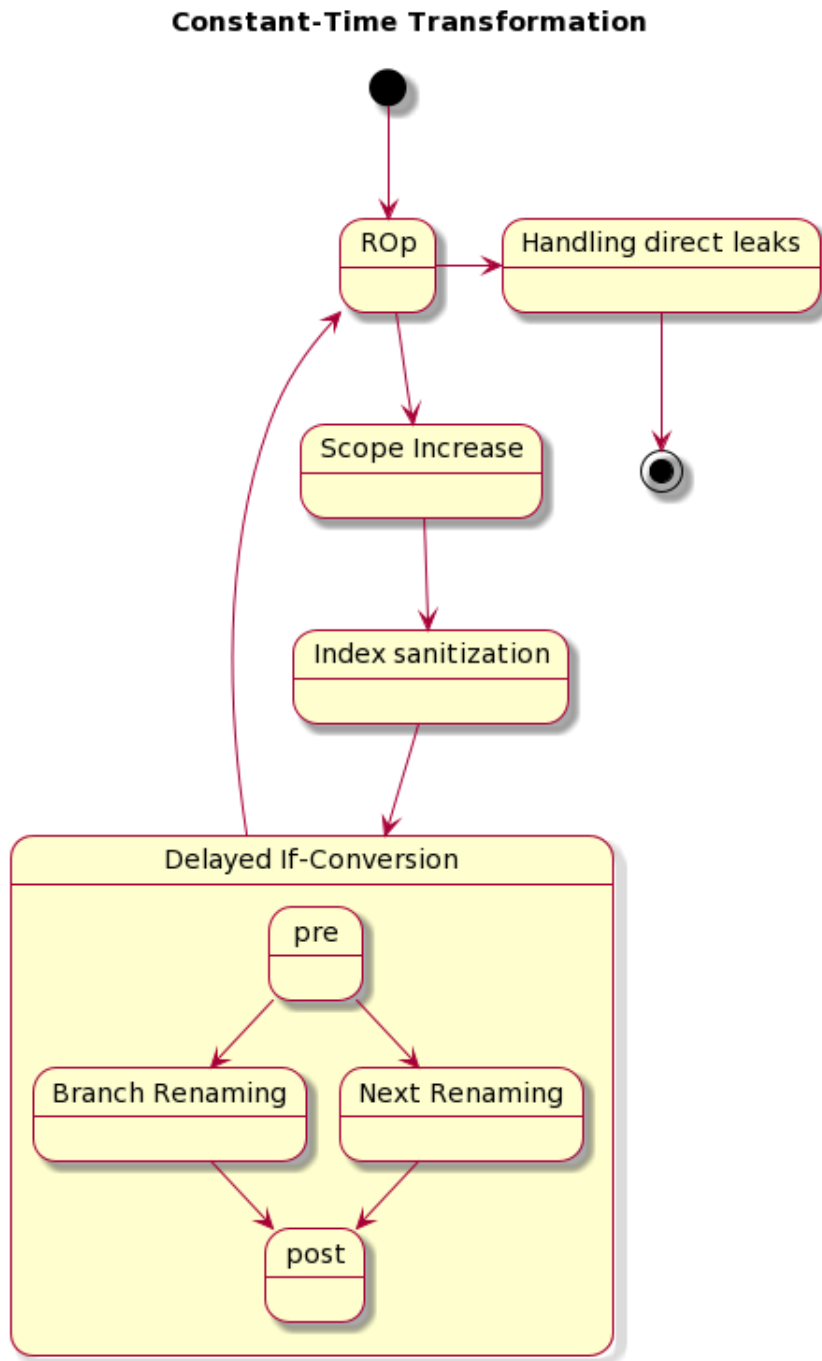 Constant-Time Transformation
ROp
Handling direct leaks
Scope Increase
Index sanitization
Delayed If-Conversion
pre
Branch Renaming
Next Renaming
post